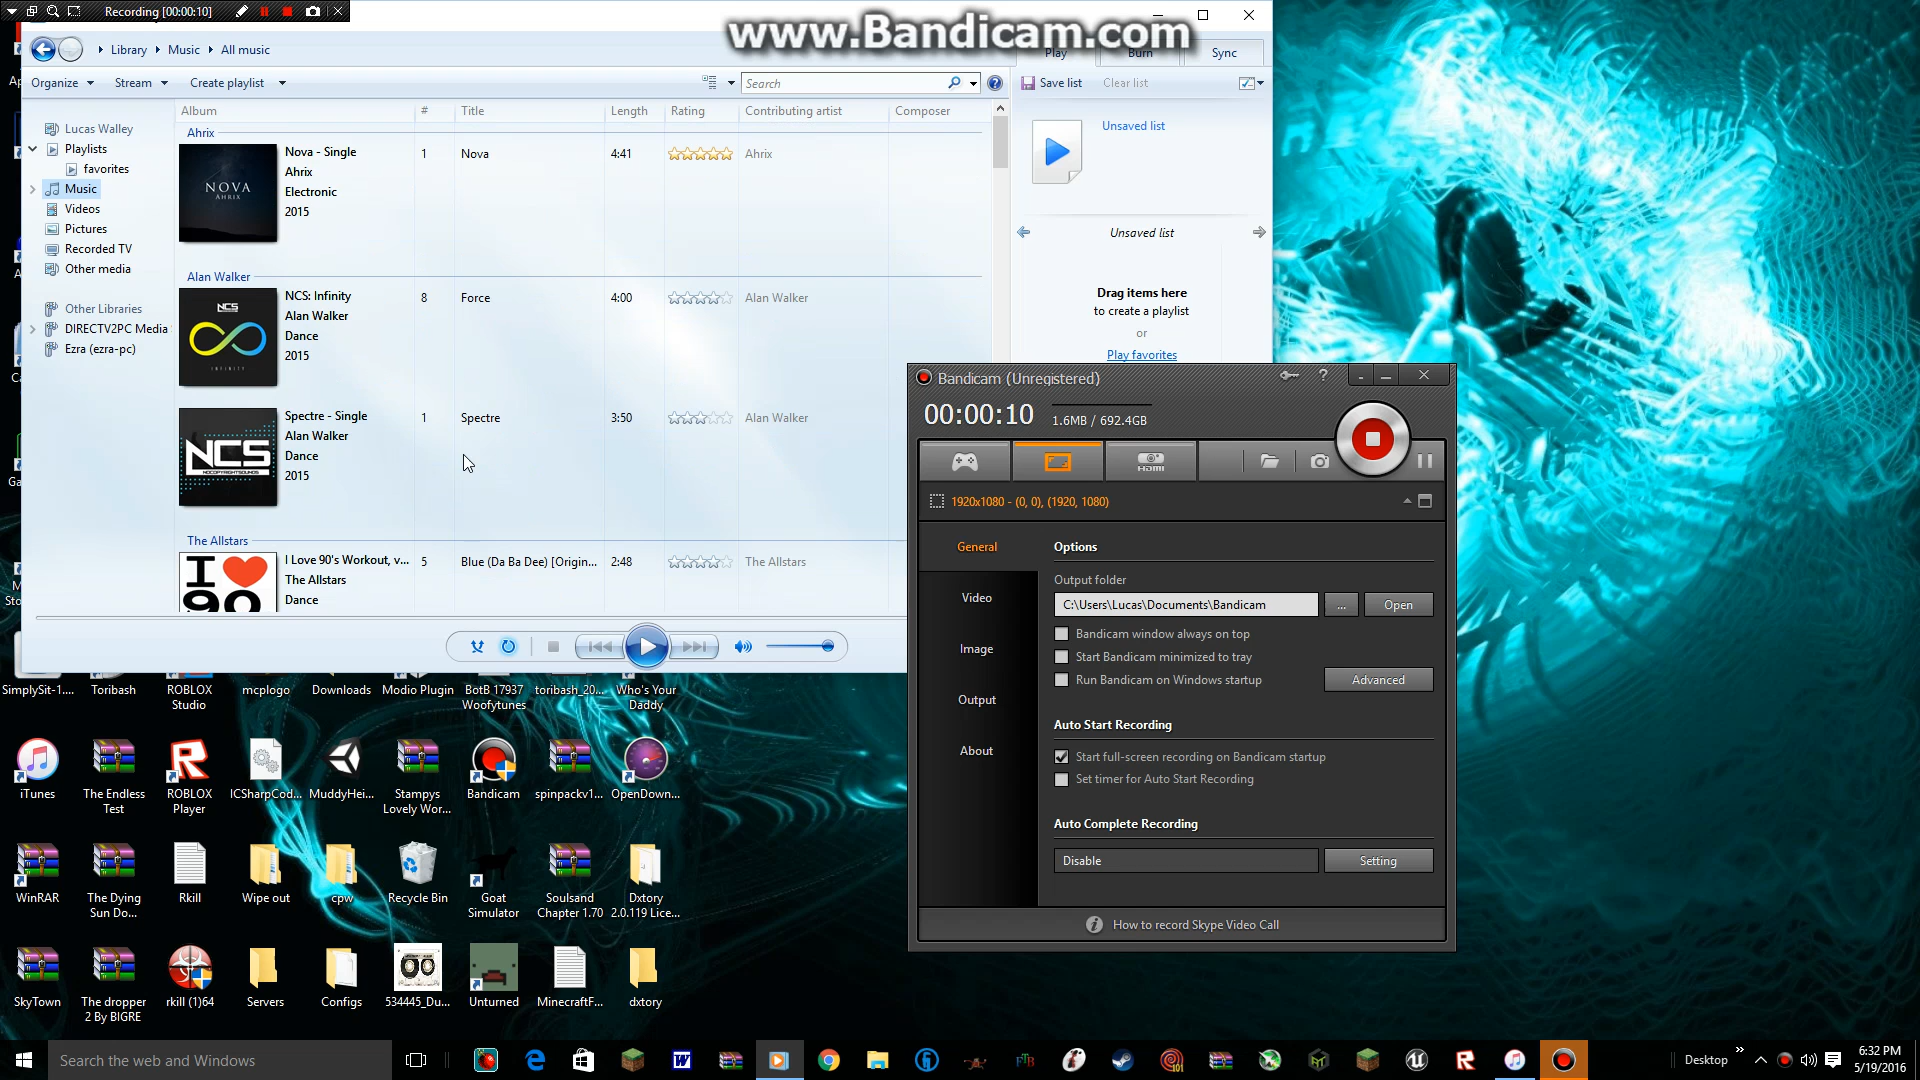 Recording [00:00:10]
www.Bandicam.com
Library Music All music
Play Burn Sync
Organize Stream Create playlist
Search
Save list Clear list
Album # Title Length Rating Contributing artist Composer
Lucas Walley
Playlists
favorites
Music
Videos
Pictures
Recorded TV
Other media
Other Libraries
DIRECTV2PC Media
Ezra (ezra-pc)
Ahrix
NOVA
AHRIX
Nova - Single
Ahrix
Electronic
2015
1 Nova 4:41 Ahrix
Alan Walker
NCS
INFINITY
NCS: Infinity
Alan Walker
Dance
2015
8 Force 4:00 Alan Walker
NCS
NOCOPYRIGHTSOUNDS
Spectre - Single
Alan Walker
Dance
2015
1 Spectre 3:50 Alan Walker
The Allstars
I
90
I Love 90's Workout, v...
The Allstars
Dance
5 Blue (Da Ba Dee) [Origin... 2:48 The Allstars
Unsaved list
Unsaved list
Drag items here
to create a playlist
or
Play favorites
Bandicam (Unregistered)
00:00:10
1.6MB / 692.4GB
HDMI
1920x1080 - (0, 0), (1920, 1080)
General
Video
Image
Output
About
Options
Output folder
C:\Users\Lucas\Documents\Bandicam
... Open
Bandicam window always on top
Start Bandicam minimized to tray
Run Bandicam on Windows startup
Advanced
Auto Start Recording
Start full-screen recording on Bandicam startup
Set timer for Auto Start Recording
Auto Complete Recording
Disable
Setting
How to record Skype Video Call
SimplySit-1....
Toribash
ROBLOX
Studio
mcplogo
Downloads
Modio Plugin
BotB 17937
Woofytunes
toribash_20...
Who's Your
Daddy
iTunes
The Endless
Test
ROBLOX
Player
ICSharpCod...
MuddyHei...
Stampys
Lovely Wor...
Bandicam
spinpackv1...
OpenDown...
WinRAR
The Dying
Sun Do...
Rkill
Wipe out
cpw
Recycle Bin
Goat
Simulator
Soulsand
Chapter 1.70
Dxtory
2.0.119 Lice...
SkyTown
The dropper
2 By BIGRE
rkill (1)64
Servers
Configs
534445_Du...
Unturned
MinecraftF...
dxtory
Search the web and Windows
Desktop
6:32 PM
5/19/2016